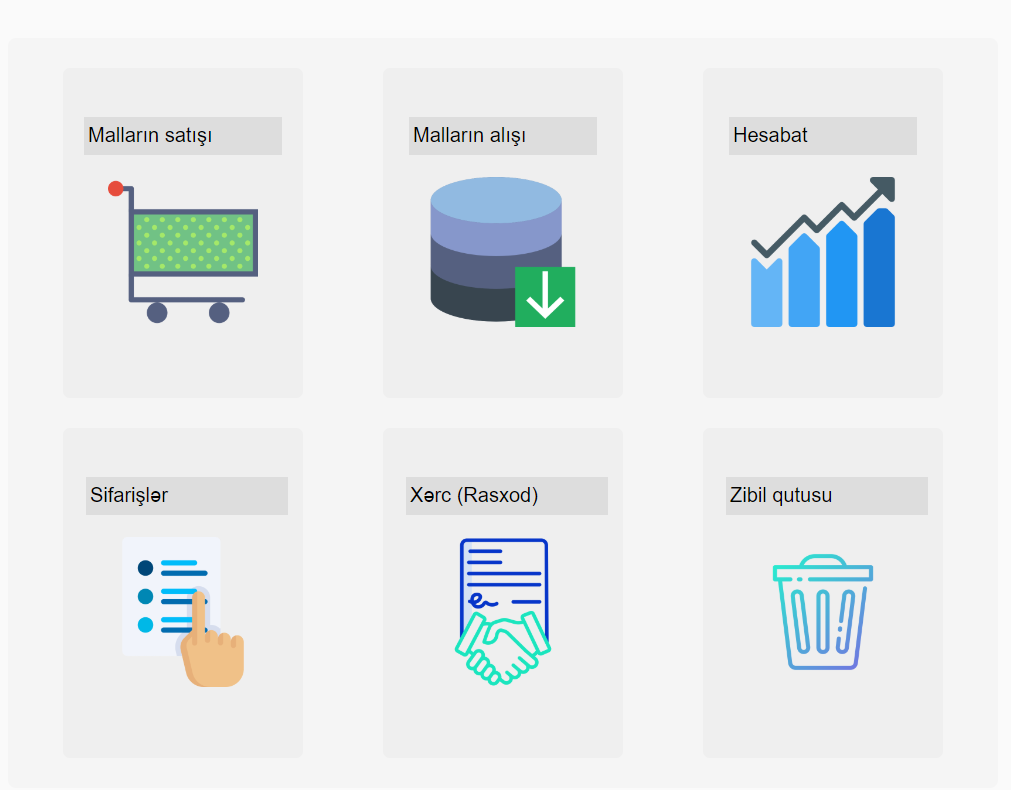 Malların satışı
Malların alışı
Hesabat
Sifarişlər
Xərc (Rasxod)
Zibil qutusu